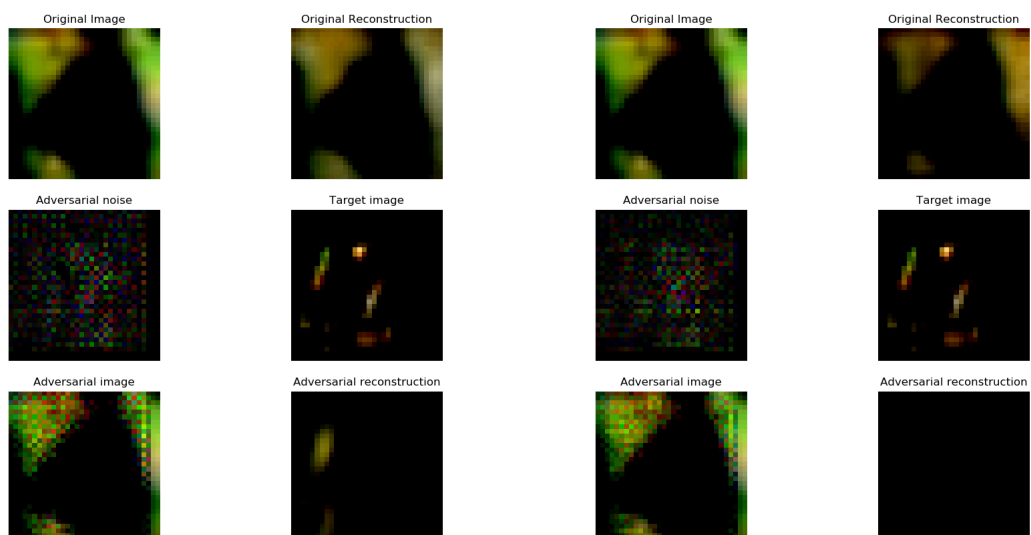 Original Image
Original Reconstruction
Original Image
Original Reconstruction
Adversarial noise
Target image
Adversarial noise
Target image
Adversarial image
Adversarial reconstruction
Adversarial image
Adversarial reconstruction